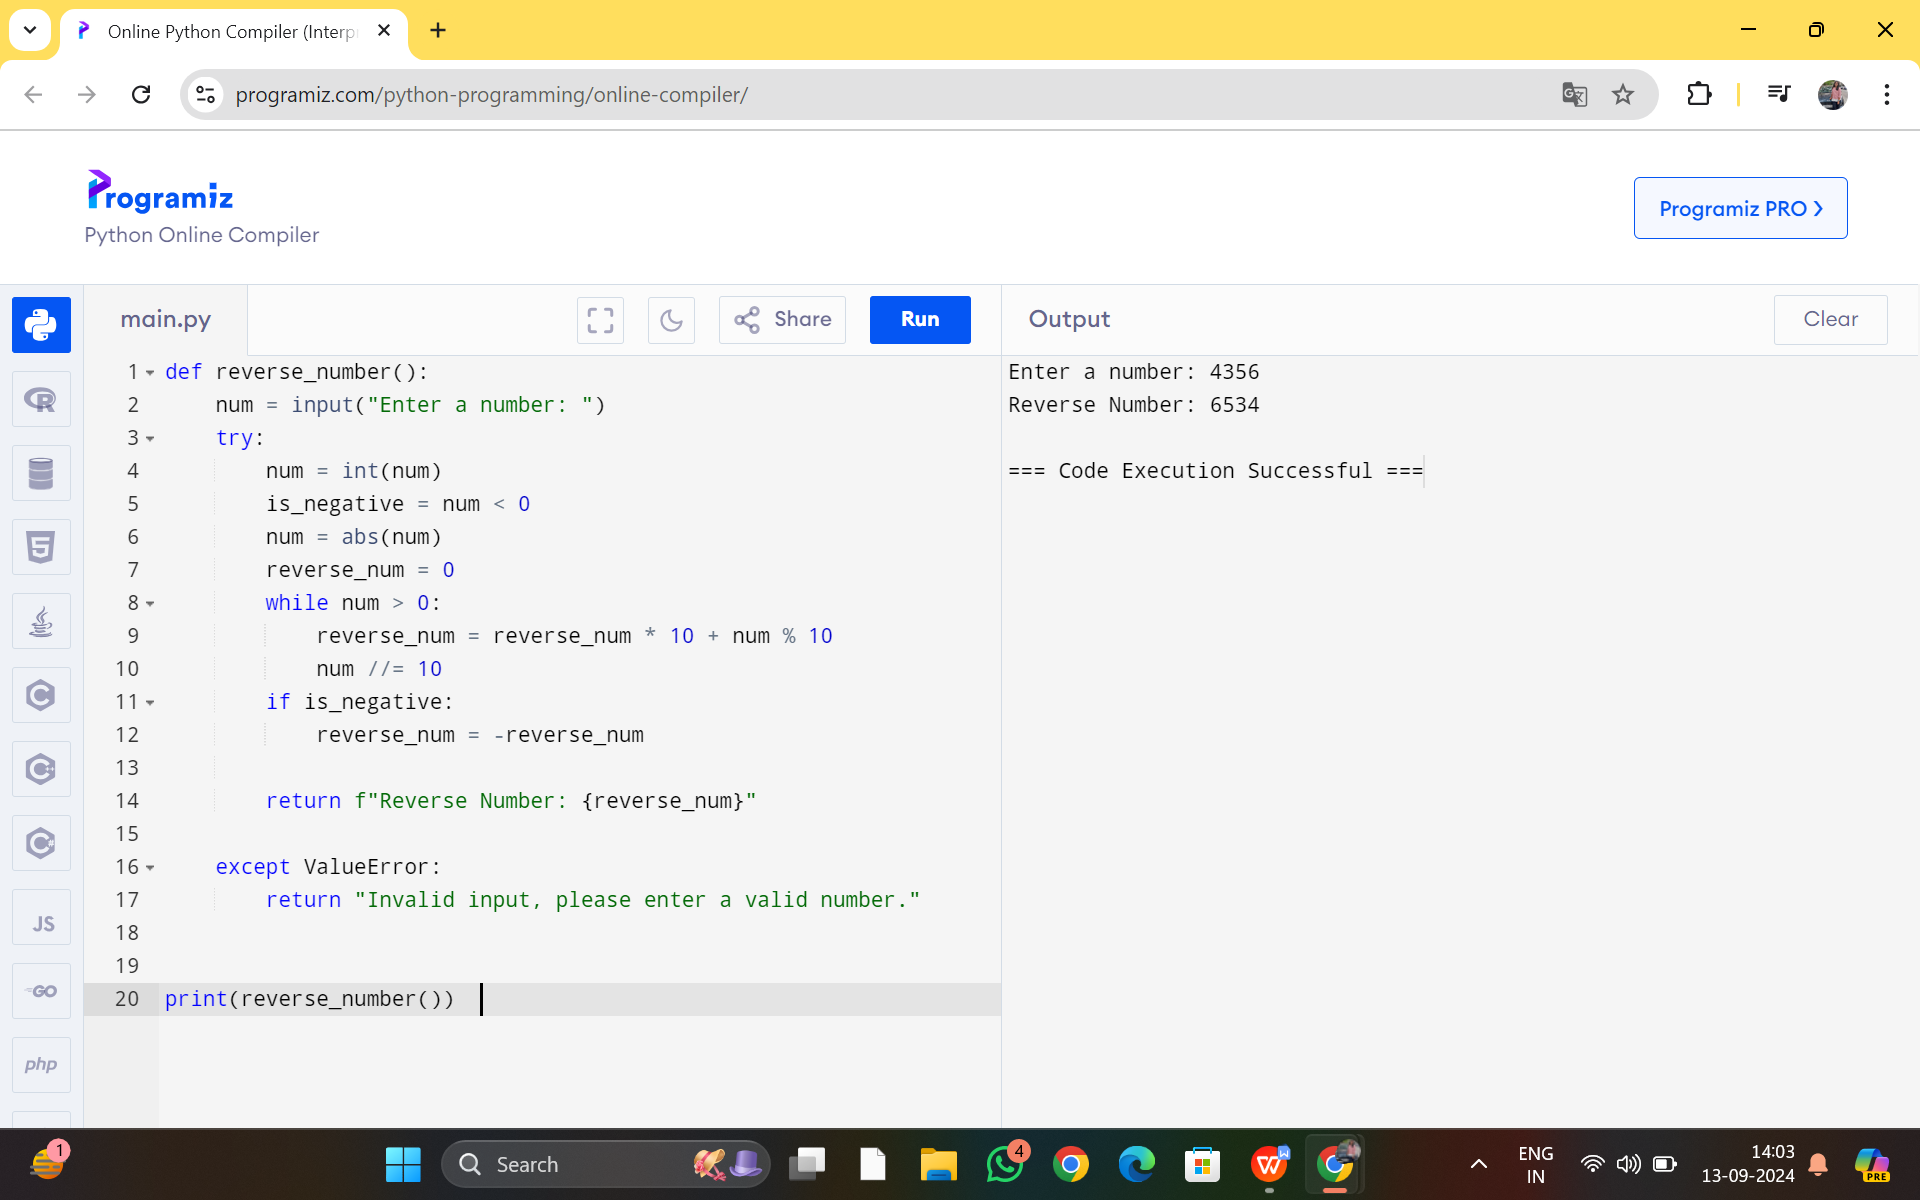 Online Python Compiler (Interp
programiz.com/python-programming/online-compiler/
Programiz
Python Online Compiler
Programiz PRO
main.py
Share
Run
Output
Clear
1 def reverse_number():
2     num = input("Enter a number: ")
3     try:
4         num = int(num)
5         is_negative = num < 0
6         num = abs(num)
7         reverse_num = 0
8         while num > 0:
9             reverse_num = reverse_num * 10 + num % 10
10             num //= 10
11         if is_negative:
12             reverse_num = -reverse_num
13
14         return f"Reverse Number: {reverse_num}"
15
16     except ValueError:
17         return "Invalid input, please enter a valid number."
18
19
20 print(reverse_number())
Enter a number: 4356
Reverse Number: 6534
=== Code Execution Successful ===
R
5
C
C
C#
JS
GO
php
1
Search
4
W
W
ENG
IN
14:03
13-09-2024
PRE